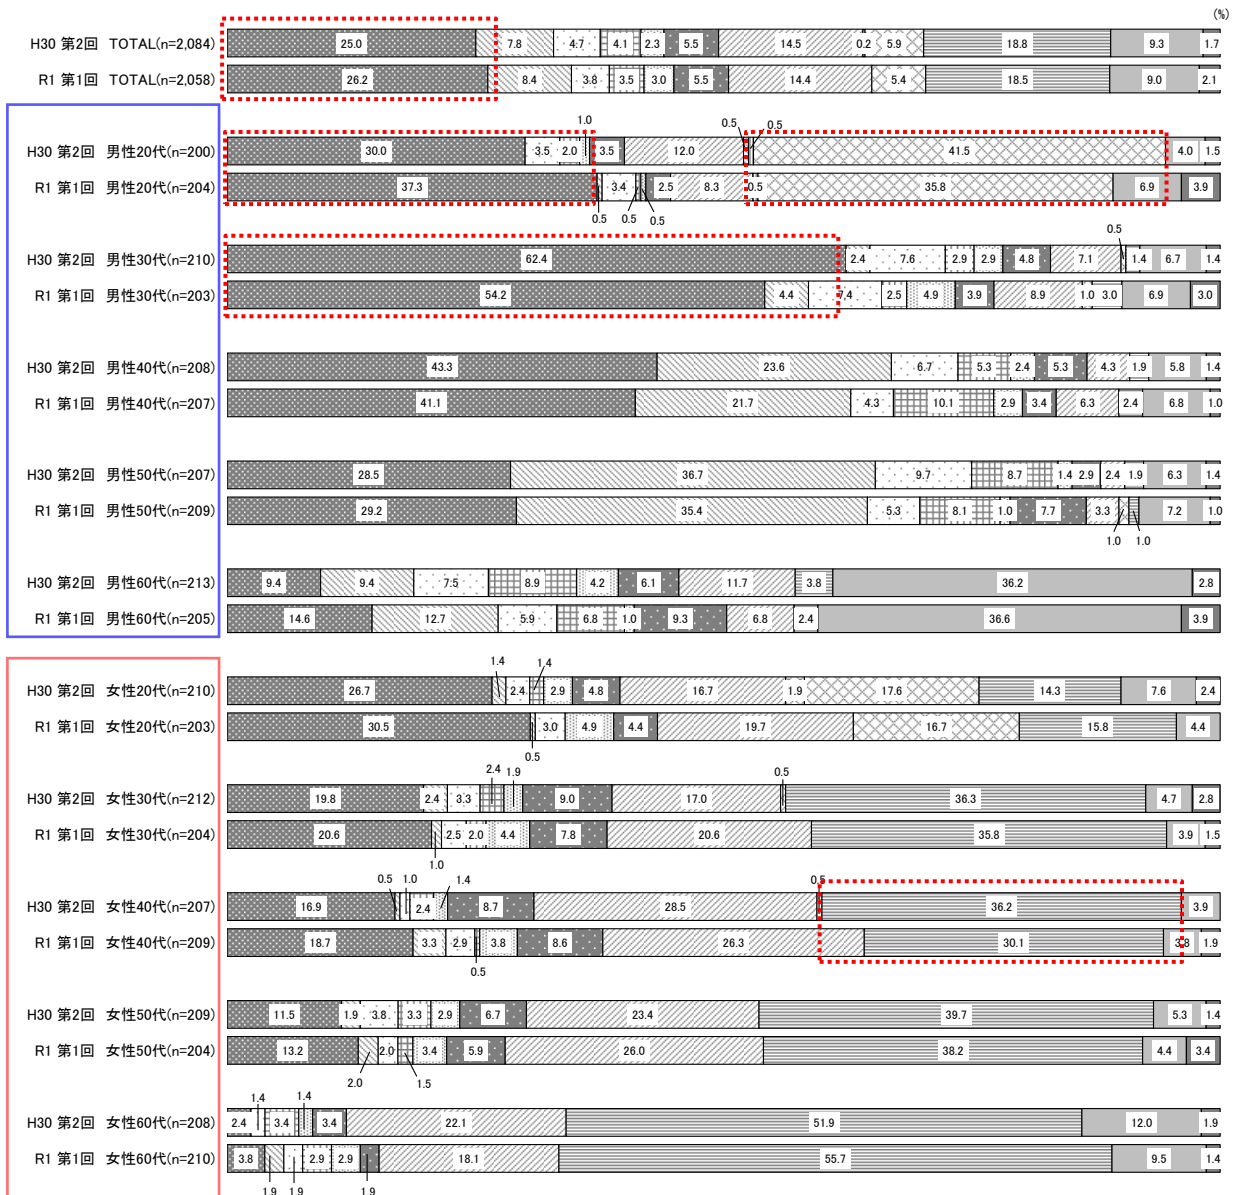 (%)
H30 第2回 TOTAL(n=2,084) 25.0 7.8 4.7 4.1 2.3 5.5 14.5 0.2 5.9 18.8 9.3 1.7
R1 第1回 TOTAL(n=2,058) 26.2 8.4 3.8 3.5 3.0 5.5 14.4 5.4 18.5 9.0 2.1
1.0 0.5 0.5
H30 第2回 男性20代(n=200) 30.0 3.5 2.0 3.5 12.0 41.5 4.0 1.5
R1 第1回 男性20代(n=204) 37.3 3.4 2.5 8.3 0.5 35.8 6.9 3.9
0.5 0.5 0.5
0.5
H30 第2回 男性30代(n=210) 62.4 2.4 7.6 2.9 2.9 4.8 7.1 1.4 6.7 1.4
R1 第1回 男性30代(n=203) 54.2 4.4 7.4 2.5 4.9 3.9 8.9 1.0 3.0 6.9 3.0
H30 第2回 男性40代(n=208) 43.3 23.6 6.7 5.3 2.4 5.3 4.3 1.9 5.8 1.4
R1 第1回 男性40代(n=207) 41.1 21.7 4.3 10.1 2.9 3.4 6.3 2.4 6.8 1.0
H30 第2回 男性50代(n=207) 28.5 36.7 9.7 8.7 1.4 2.9 2.4 1.9 6.3 1.4
R1 第1回 男性50代(n=209) 29.2 35.4 5.3 8.1 1.0 7.7 3.3 7.2 1.0
1.0 1.0
H30 第2回 男性60代(n=213) 9.4 9.4 7.5 8.9 4.2 6.1 11.7 3.8 36.2 2.8
R1 第1回 男性60代(n=205) 14.6 12.7 5.9 6.8 1.0 9.3 6.8 2.4 36.6 3.9
1.4 1.4
H30 第2回 女性20代(n=210) 26.7 2.4 2.9 4.8 16.7 1.9 17.6 14.3 7.6 2.4
R1 第1回 女性20代(n=203) 30.5 3.0 4.9 4.4 19.7 16.7 15.8 4.4
0.5
2.4 1.9 0.5
H30 第2回 女性30代(n=212) 19.8 2.4 3.3 9.0 17.0 36.3 4.7 2.8
R1 第1回 女性30代(n=204) 20.6 2.5 2.0 4.4 7.8 20.6 35.8 3.9 1.5
1.0
0.5 1.0 1.4 0.5
H30 第2回 女性40代(n=207) 16.9 2.4 8.7 28.5 36.2 3.9
R1 第1回 女性40代(n=209) 18.7 3.3 2.9 3.8 8.6 26.3 30.1 3.8 1.9
0.5
H30 第2回 女性50代(n=209) 11.5 1.9 3.8 3.3 2.9 6.7 23.4 39.7 5.3 1.4
R1 第1回 女性50代(n=204) 13.2 2.0 3.4 5.9 26.0 38.2 4.4 3.4
2.0 1.5
1.4 1.4
H30 第2回 女性60代(n=208) 2.4 3.4 3.4 22.1 51.9 12.0 1.9
R1 第1回 女性60代(n=210) 3.8 2.9 2.9 18.1 55.7 9.5 1.4
1.9 1.9 1.9